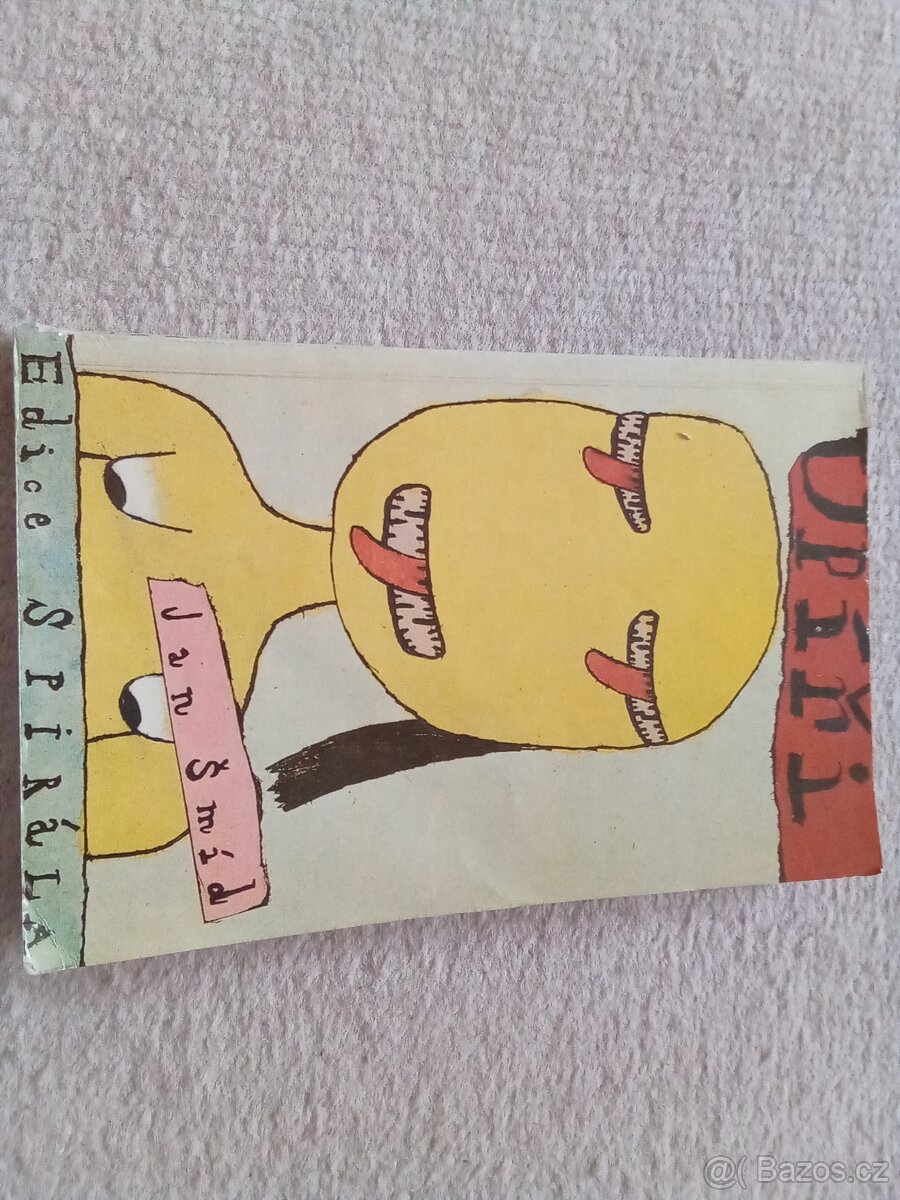 UPÍŘi
Jan Šmíd
Edice SPIRáLA
@( Bazos.cz